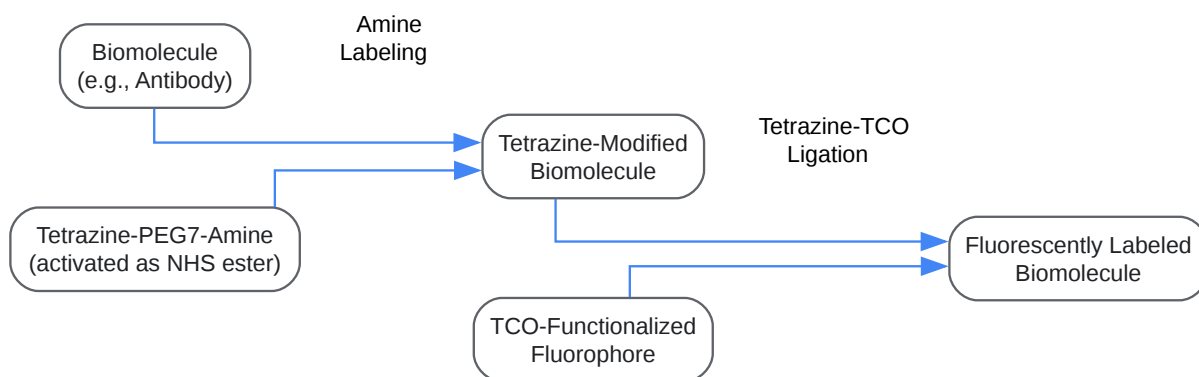 Biomolecule
(e.g., Antibody)
Amine
Labeling
Tetrazine-PEG7-Amine
(activated as NHS ester)
Tetrazine-Modified
Biomolecule
Tetrazine-TCO
Ligation
TCO-Functionalized
Fluorophore
Fluorescently Labeled
Biomolecule